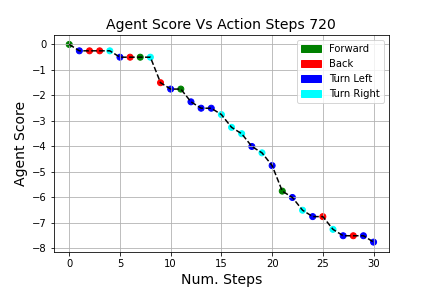 Agent Score Vs Action Steps 720
Agent Score
0
−1
−2
−3
−4
−5
−6
−7
−8
Forward
Back
Turn Left
Turn Right
0 5 10 15 20 25 30
Num. Steps